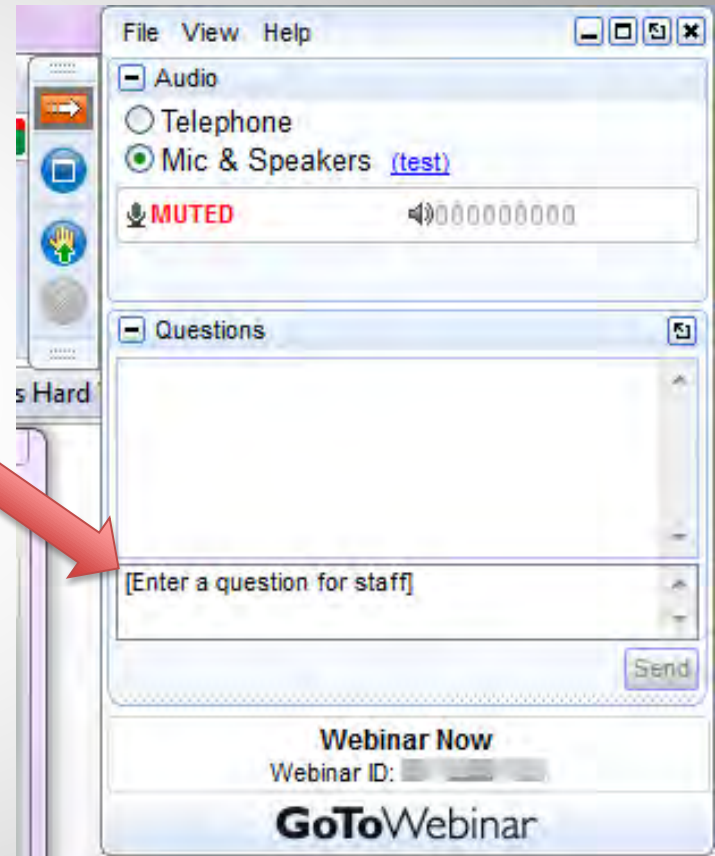 File View Help
Audio
Telephone
Mic & Speakers (test)
MUTED
Questions
s Hard
[Enter a question for staff]
Send
Webinar Now
Webinar ID:
GoToWebinar